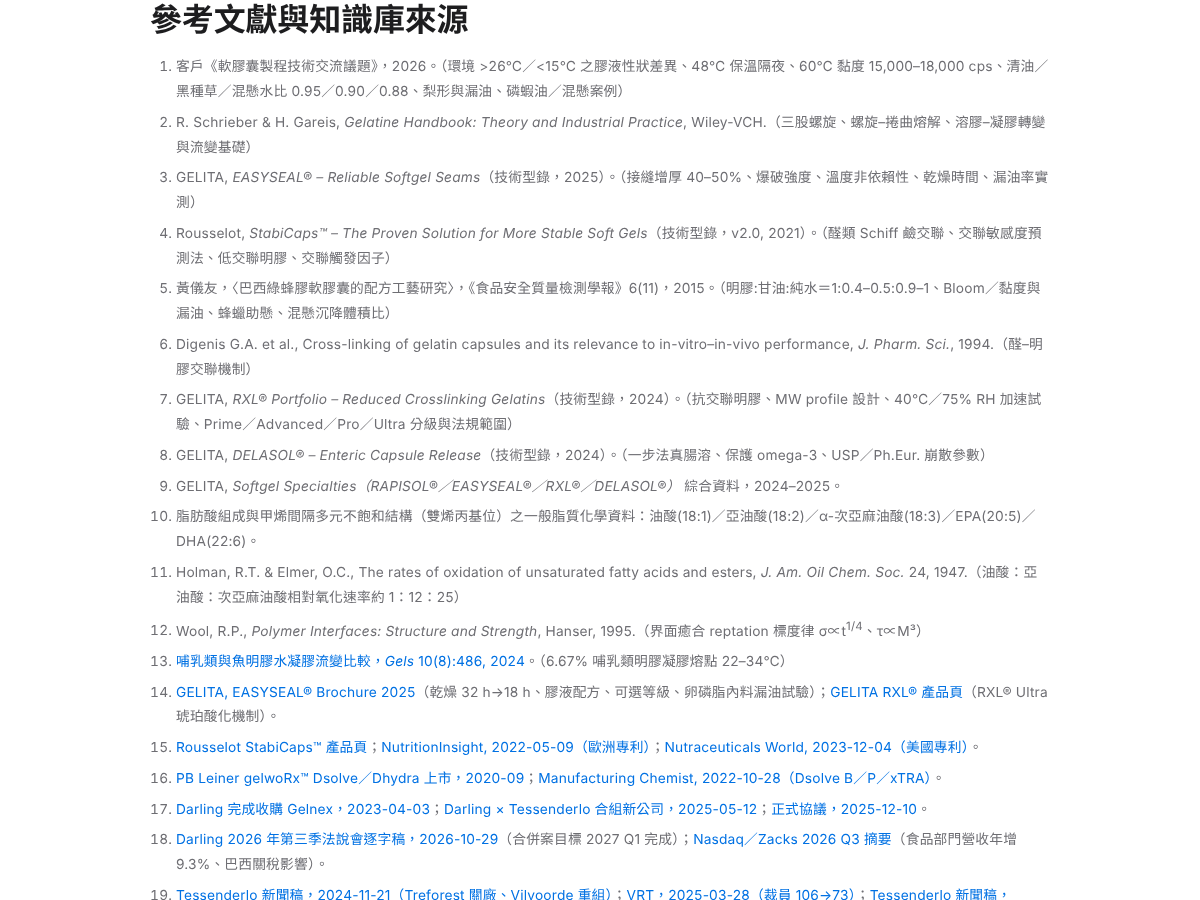 參考文獻與知識庫來源
1. 客戶《軟膠囊製程技術交流議題》，2026。（環境 >26°C／<15°C 之膠液性狀差異、48°C 保溫隔夜、60°C 黏度 15,000–18,000 cps、清油／
黑種草／混懸水比 0.95／0.90／0.88、梨形與漏油、磷蝦油／混懸案例）
2. R. Schrieber & H. Gareis, Gelatine Handbook: Theory and Industrial Practice, Wiley-VCH.（三股螺旋、螺旋–捲曲熔解、溶膠–凝膠轉變
與流變基礎）
3. GELITA, EASYSEAL® – Reliable Softgel Seams（技術型錄，2025）。（接縫增厚 40–50%、爆破強度、溫度非依賴性、乾燥時間、漏油率實
測）
4. Rousselot, StabiCaps™ – The Proven Solution for More Stable Soft Gels（技術型錄，v2.0, 2021）。（醛類 Schiff 鹼交聯、交聯敏感度預
測法、低交聯明膠、交聯觸發因子）
5. 黃儀友，〈巴西綠蜂膠軟膠囊的配方工藝研究〉，《食品安全質量檢測學報》6(11)，2015。（明膠:甘油:純水＝1:0.4–0.5:0.9–1、Bloom／黏度與
漏油、蜂蠟助懸、混懸沉降體積比）
6. Digenis G.A. et al., Cross-linking of gelatin capsules and its relevance to in-vitro–in-vivo performance, J. Pharm. Sci., 1994.（醛–明
膠交聯機制）
7. GELITA, RXL® Portfolio – Reduced Crosslinking Gelatins（技術型錄，2024）。（抗交聯明膠、MW profile 設計、40°C／75% RH 加速試
驗、Prime／Advanced／Pro／Ultra 分級與法規範圍）
8. GELITA, DELASOL® – Enteric Capsule Release（技術型錄，2024）。（一步法真腸溶、保護 omega-3、USP／Ph.Eur. 崩散參數）
9. GELITA, Softgel Specialties（RAPISOL®／EASYSEAL®／RXL®／DELASOL®） 綜合資料，2024–2025。
10. 脂肪酸組成與甲烯間隔多元不飽和結構（雙烯丙基位）之一般脂質化學資料：油酸(18:1)／亞油酸(18:2)／α-次亞麻油酸(18:3)／EPA(20:5)／
DHA(22:6)。
11. Holman, R.T. & Elmer, O.C., The rates of oxidation of unsaturated fatty acids and esters, J. Am. Oil Chem. Soc. 24, 1947.（油酸：亞
油酸：次亞麻油酸相對氧化速率約 1：12：25）
12. Wool, R.P., Polymer Interfaces: Structure and Strength, Hanser, 1995.（界面癒合 reptation 標度律 σ∝t^1/4、τ∝M³）
13. 哺乳類與魚明膠水凝膠流變比較，Gels 10(8):486, 2024。（6.67% 哺乳類明膠凝膠熔點 22–34°C）
14. GELITA, EASYSEAL® Brochure 2025（乾燥 32 h→18 h、膠液配方、可選等級、卵磷脂內料漏油試驗）；GELITA RXL® 產品頁（RXL® Ultra
琥珀酸化機制）。
15. Rousselot StabiCaps™ 產品頁；NutritionInsight, 2022-05-09（歐洲專利）；Nutraceuticals World, 2023-12-04（美國專利）。
16. PB Leiner gelwoRx™ Dsolve／Dhydra 上市，2020-09；Manufacturing Chemist, 2022-10-28（Dsolve B／P／xTRA）。
17. Darling 完成收購 Gelnex，2023-04-03；Darling × Tessenderlo 合組新公司，2025-05-12；正式協議，2025-12-10。
18. Darling 2026 年第三季法說會逐字稿，2026-10-29（合併案目標 2027 Q1 完成）；Nasdaq／Zacks 2026 Q3 摘要（食品部門營收年增
9.3%、巴西關稅影響）。
19. Tessenderlo 新聞稿，2024-11-21（Treforest 關廠、Vilvoorde 重組）；VRT，2025-03-28（裁員 106→73）；Tessenderlo 新聞稿，